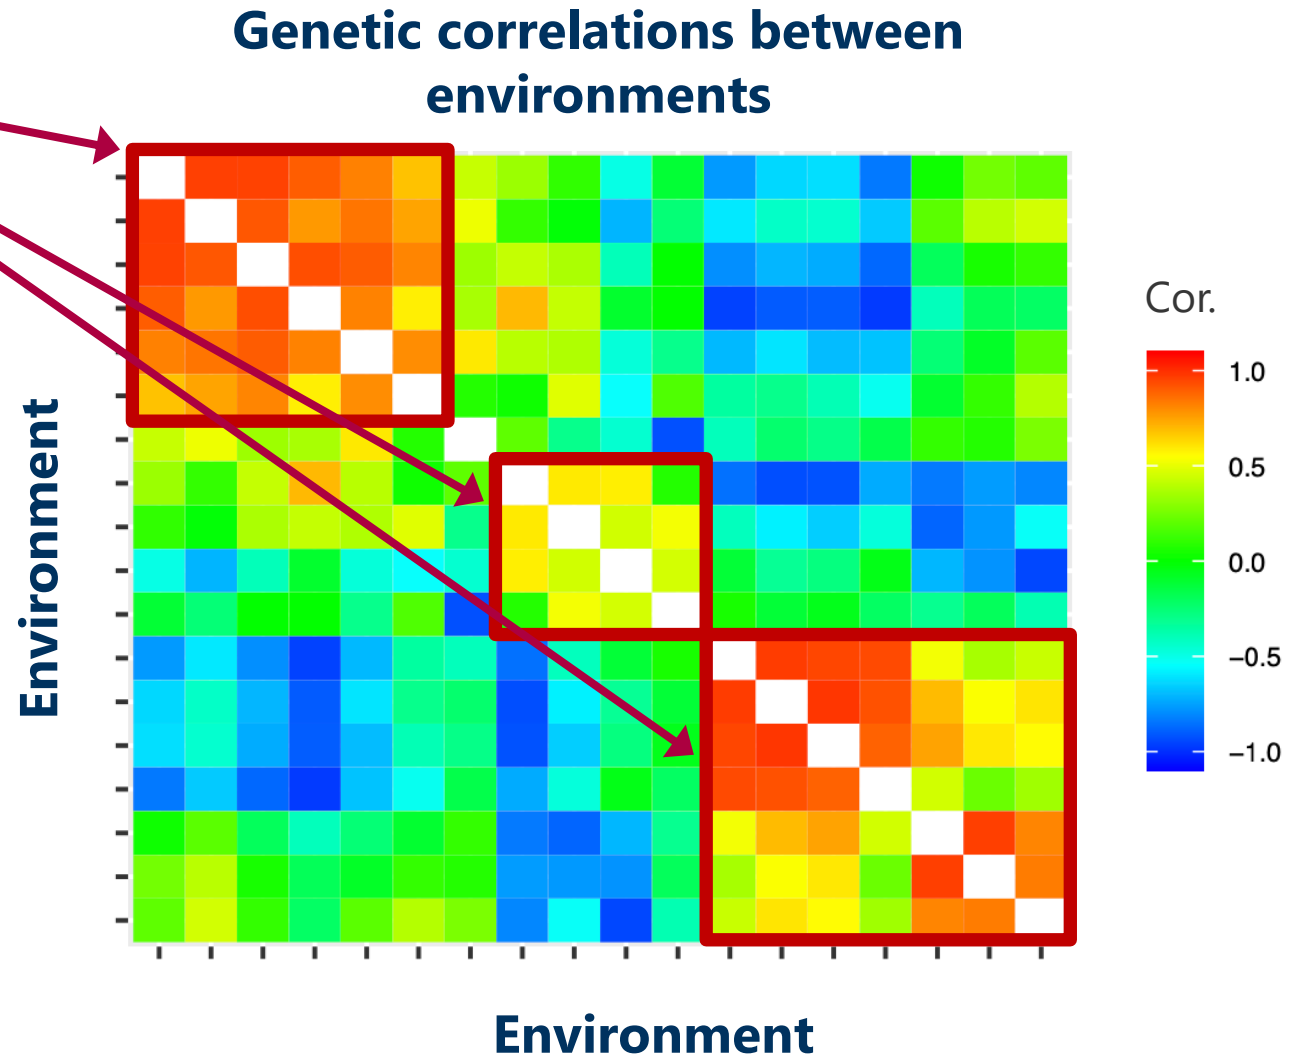 Genetic correlations between
environments
Environment
Cor.
1.0
0.5
0.0
−0.5
−1.0
Environment